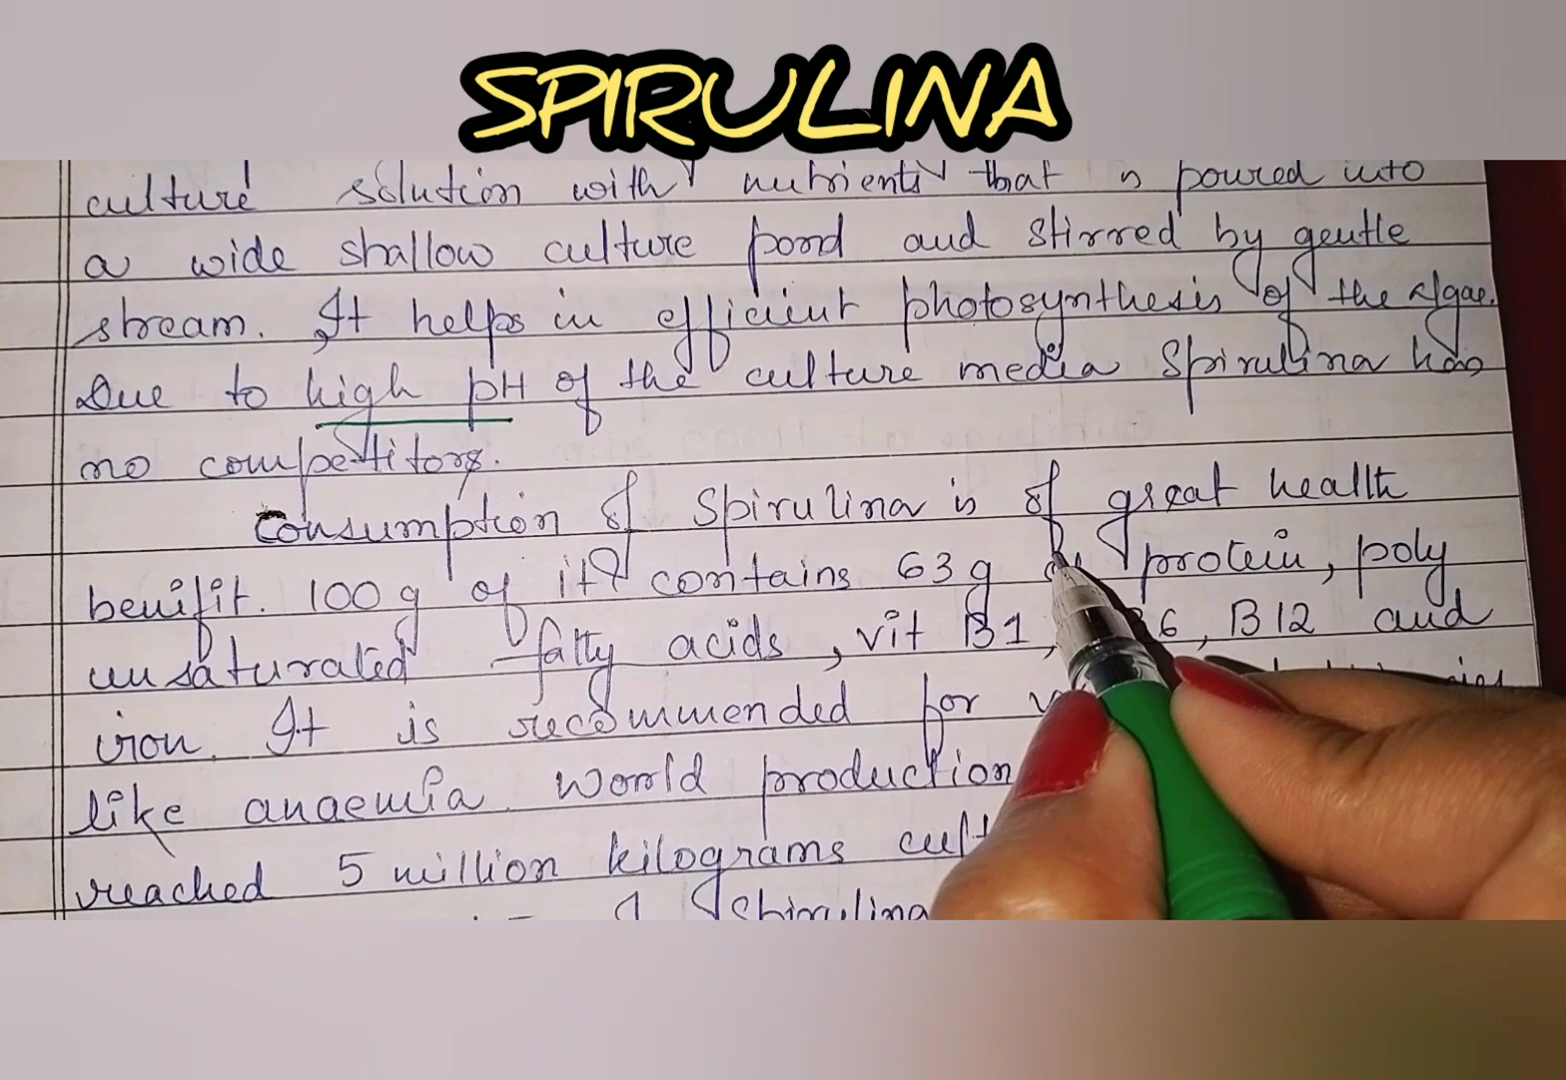 SPIRULINA
culture solution with nutrients that is poured into
a wide shallow culture pond and stirred by gentle
stream. It helps in efficient photosynthesis of the algae.
Due to high pH of the culture media Spirulina has
no competitors.
Consumption of Spirulina is of great health
benifit. 100 g of it contains 63 g protein, poly
unsaturated fatty acids, vit B1, B6, B12 and
iron. It is recommended for
like anaemia. World production
reached 5 million kilograms
Spirulina